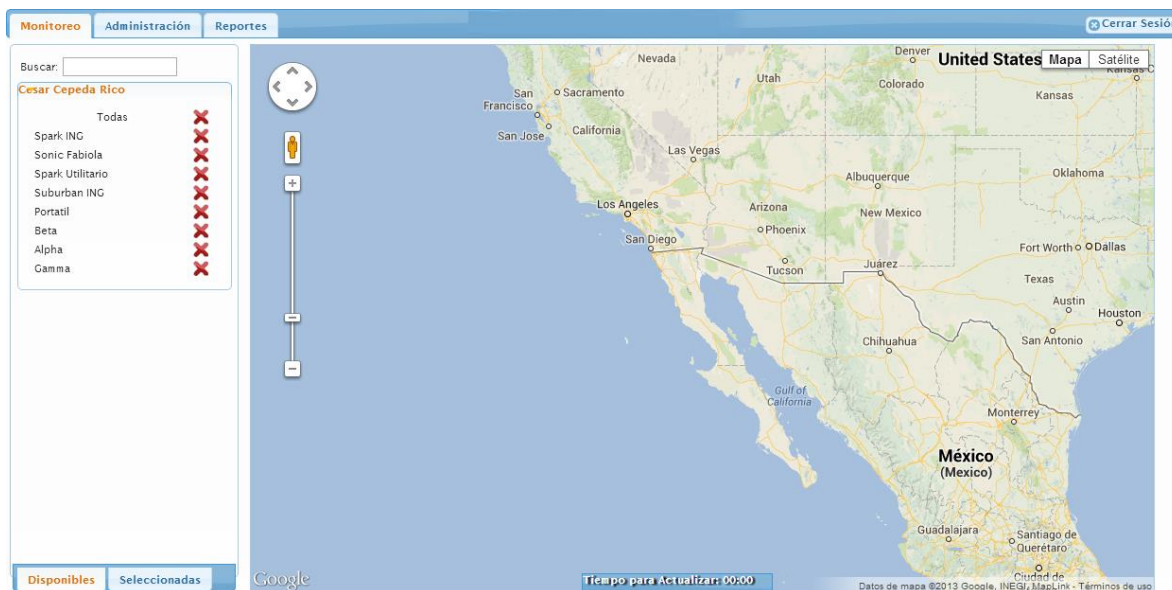 Monitoreo
Administración
Reportes
Cerrar Sesión
Buscar:
Cesar Cepeda Rico
Todas
Spark ING
Sonic Fabiola
Spark Utilitario
Suburban ING
Portatil
Beta
Alpha
Gamma
Disponibles
Seleccionadas
Nevada
Denver
United States
Mapa
Satélite
Kansas C
Utah
Colorado
Sacramento
San
Francisco
Kansas
San Jose
California
Las Vegas
Albuquerque
Oklahoma
Los Angeles
Arizona
New Mexico
Phoenix
San Diego
Fort Worth
Dallas
Tucson
Juárez
Texas
Austin
Houston
San Antonio
Chihuahua
Gulf of
California
Monterrey
México
(Mexico)
Guadalajara
Santiago de
Querétaro
Ciudad de
Google
Tiempo para Actualizar: 00:00
Datos de mapa ©2013 Google, INEGI, MapLink - Términos de uso